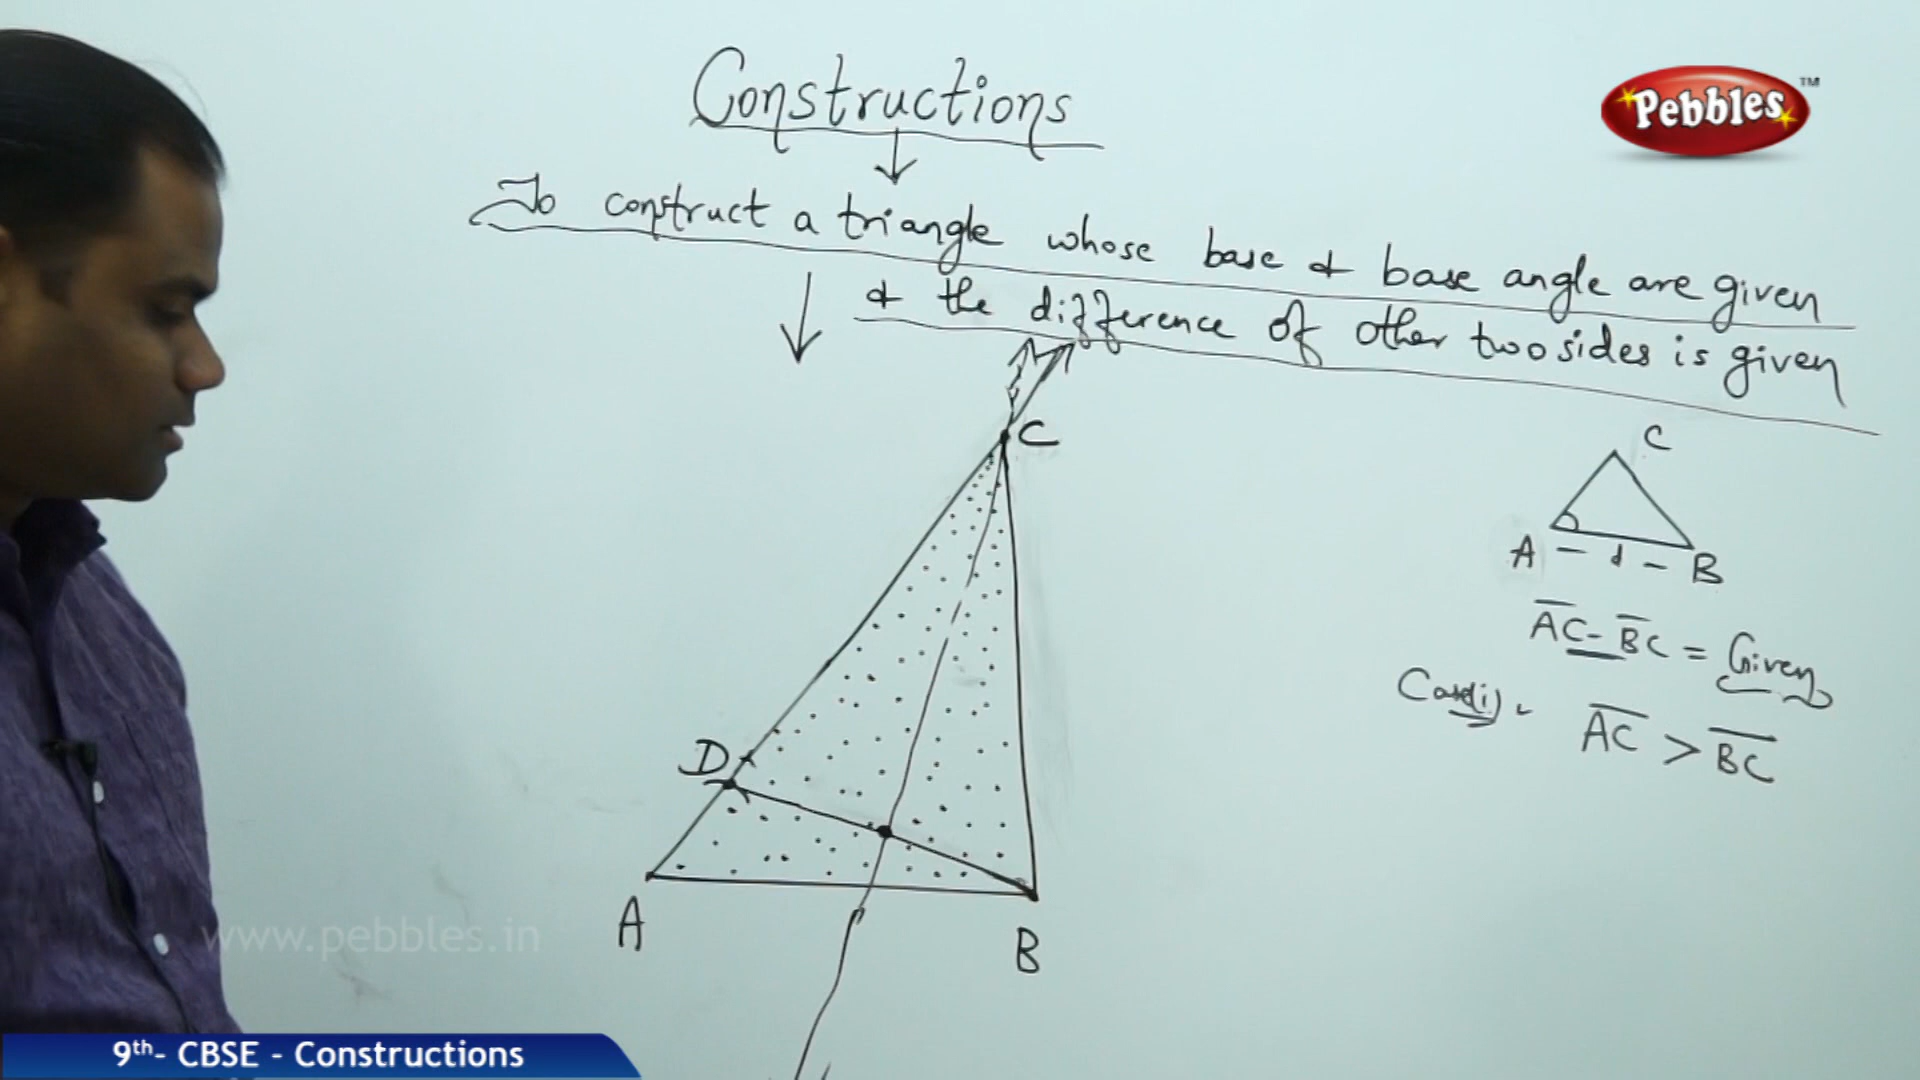 Constructions
Pebbles™
To construct a triangle whose base & base angle are given
& the difference of other two sides is given
C
C
A B
AC - BC = Given
Case(i)
AC > BC
D
A
B
www.pebbles.in
9th- CBSE - Constructions